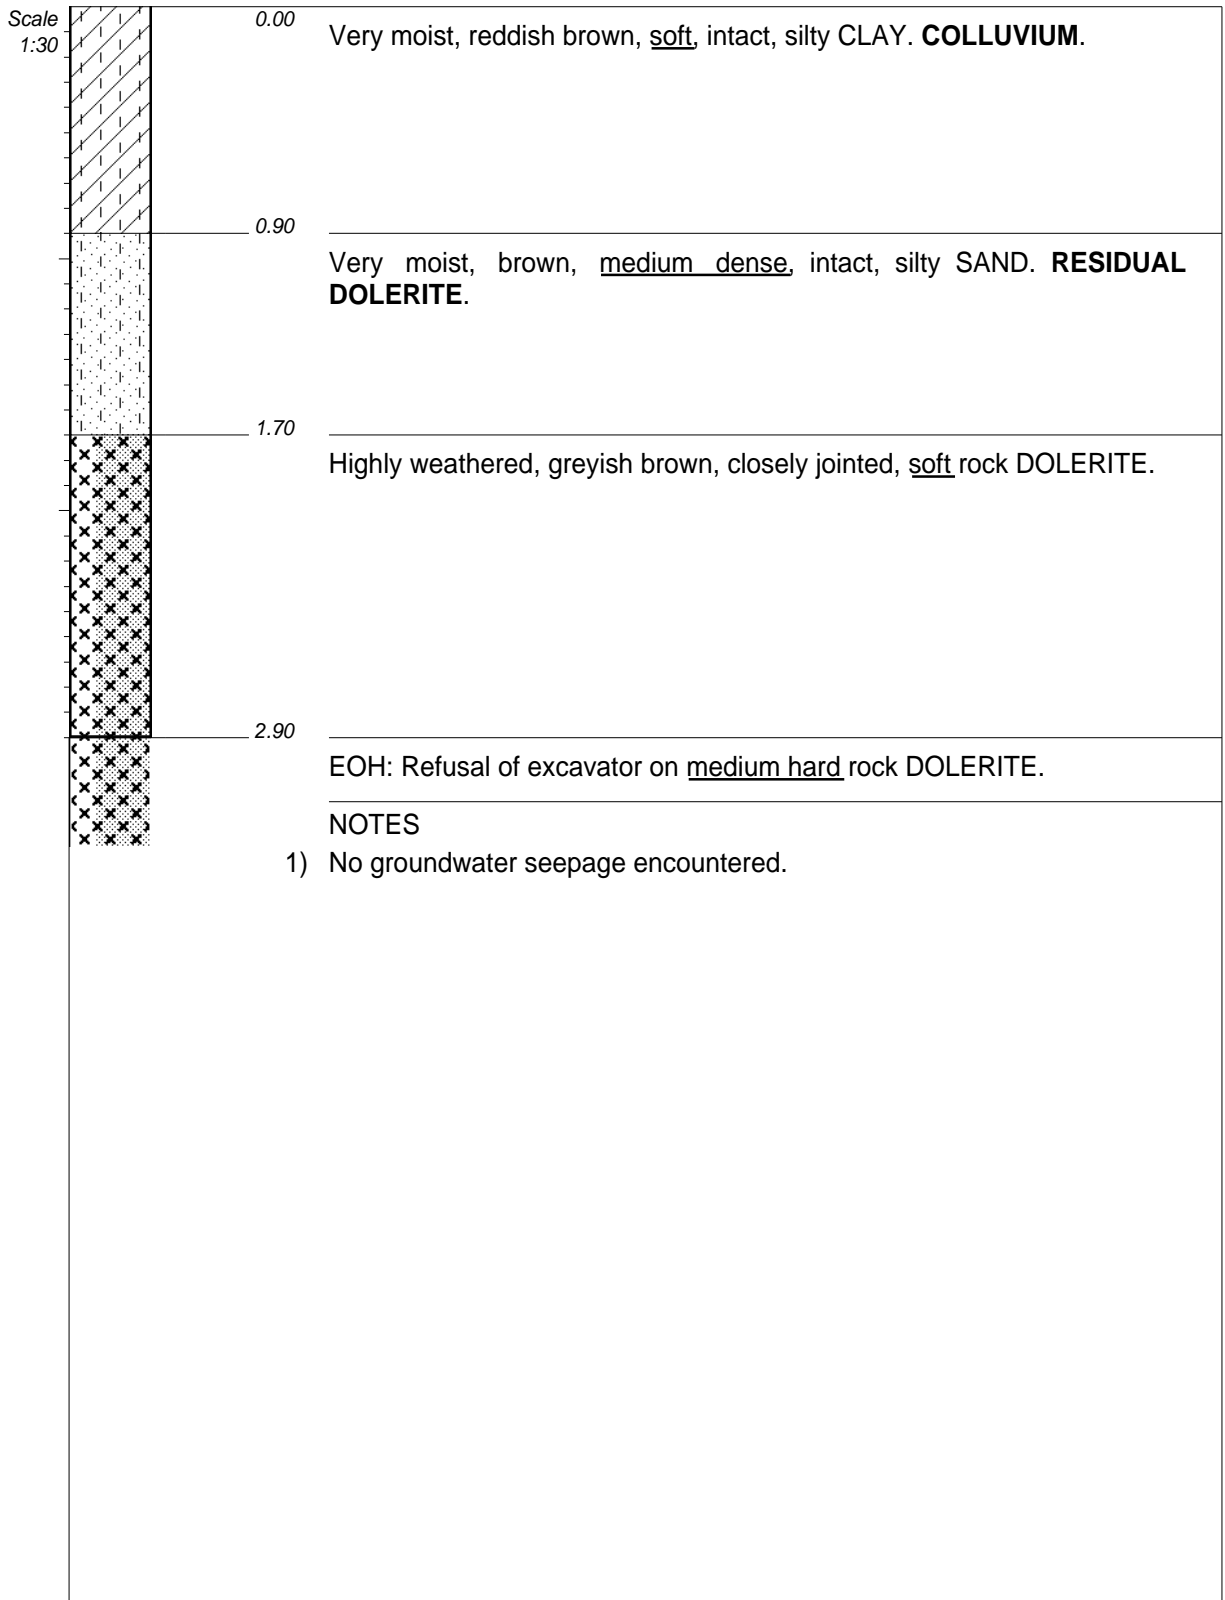 Scale
1:30
0.00
Very moist, reddish brown, soft, intact, silty CLAY. COLLUVIUM.
0.90
Very moist, brown, medium dense, intact, silty SAND. RESIDUAL
DOLERITE.
1.70
Highly weathered, greyish brown, closely jointed, soft rock DOLERITE.
2.90
EOH: Refusal of excavator on medium hard rock DOLERITE.
NOTES
1) No groundwater seepage encountered.